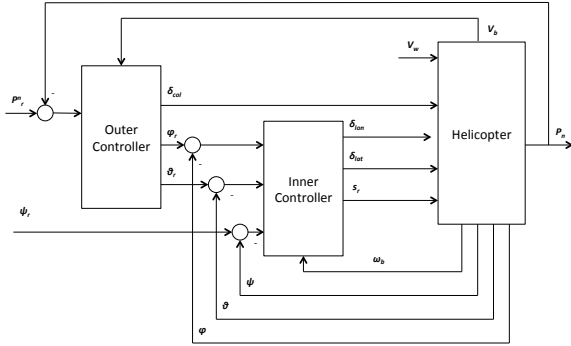 V_b
V_w
P^n_r
-
δ_col
δ_lon
Outer
Controller
Helicopter
P_n
φ_r
-
δ_lat
Inner
Controller
ϑ_r
-
s_r
ψ_r
-
ω_b
ψ
ϑ
φ